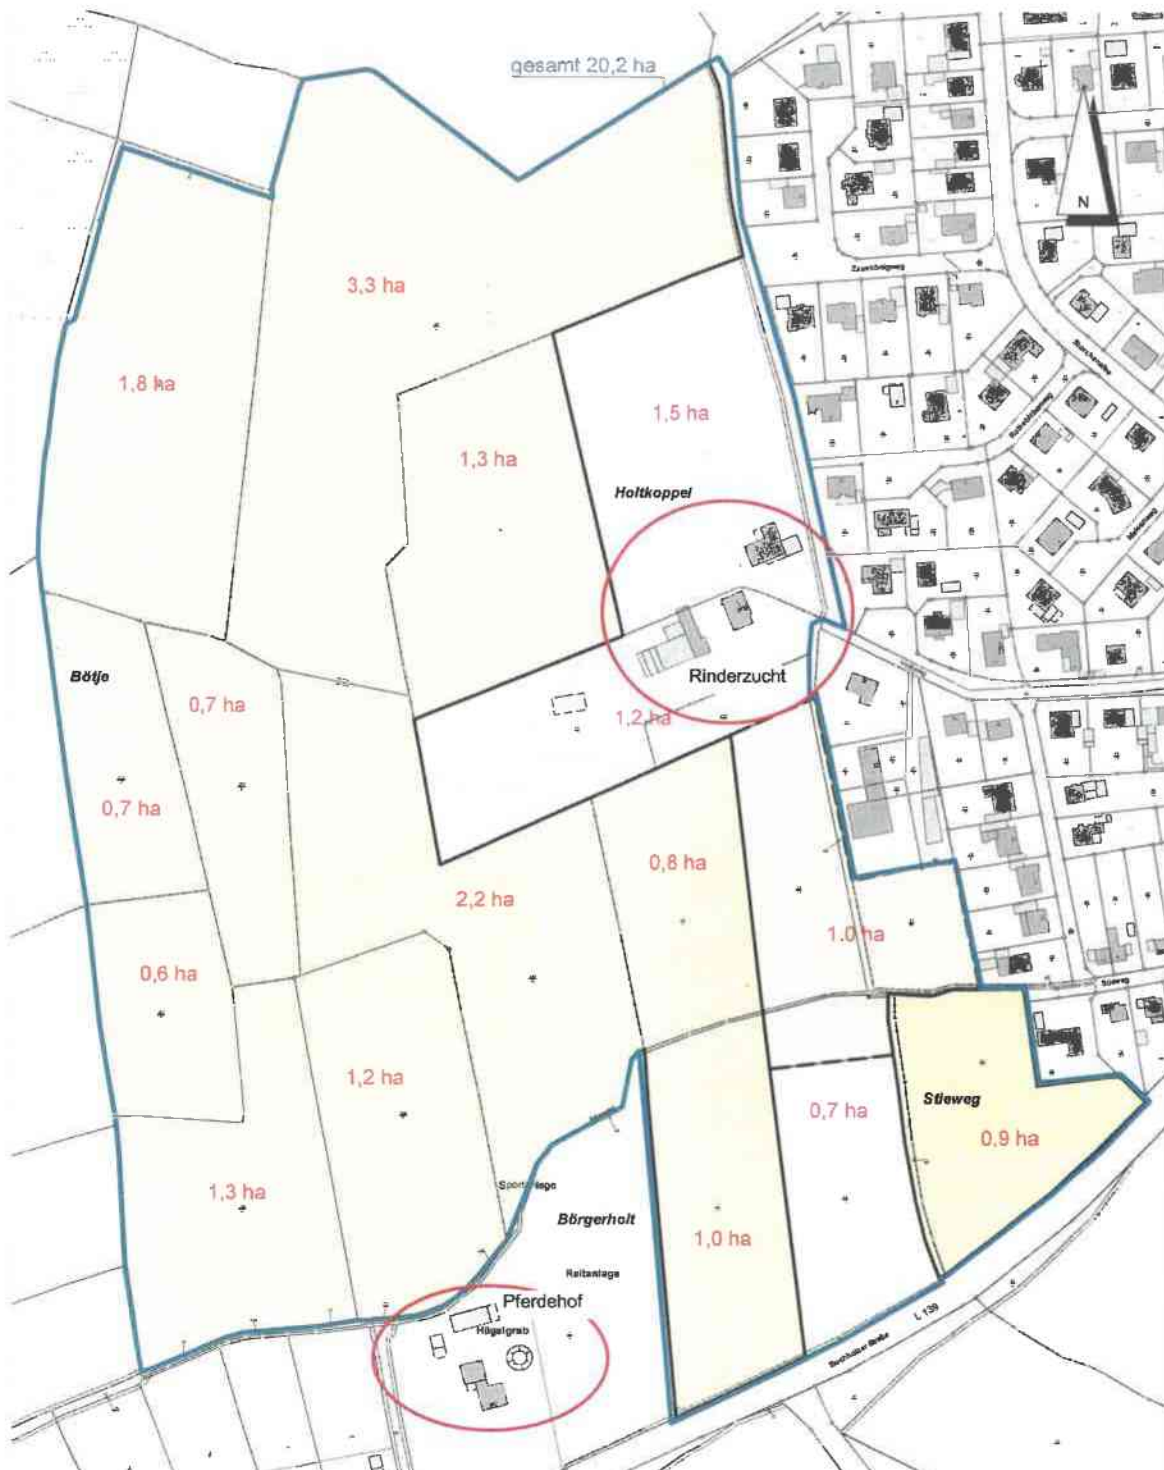 gesamt 20,2 ha
N
3,3 ha
Zaunkönigweg
1,8 ha
1,5 ha
1,3 ha
Holtkoppel
Rinderzucht
Bötje
0,7 ha
1,2 ha
0,7 ha
0,8 ha
2,2 ha
1.0 ha
0,6 ha
Stieweg
1,2 ha
Stieweg
0,7 ha
0,9 ha
1,3 ha
Börgerholt
1,0 ha
Reitanlage
Pferdehof
Hügelgrab
L 139